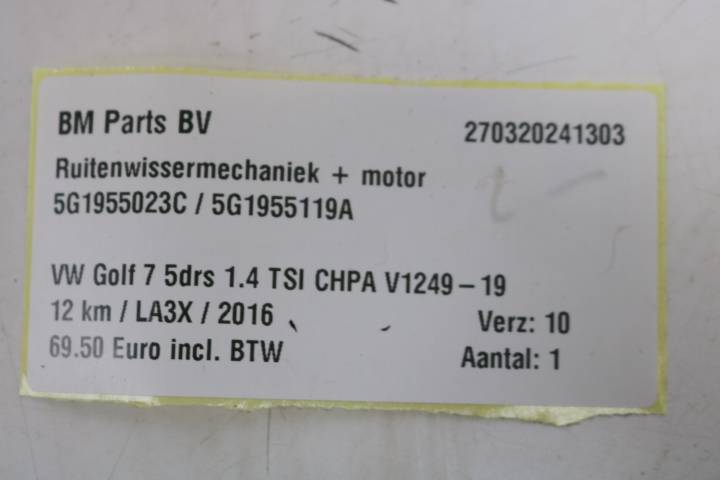 BM Parts BV 270320241303
Ruitenwissermechaniek + motor
5G1955023C / 5G1955119A
VW Golf 7 5drs 1.4 TSI CHPA V1249-19
12 km / LA3X / 2016 Verz: 10
69.50 Euro incl. BTW Aantal: 1